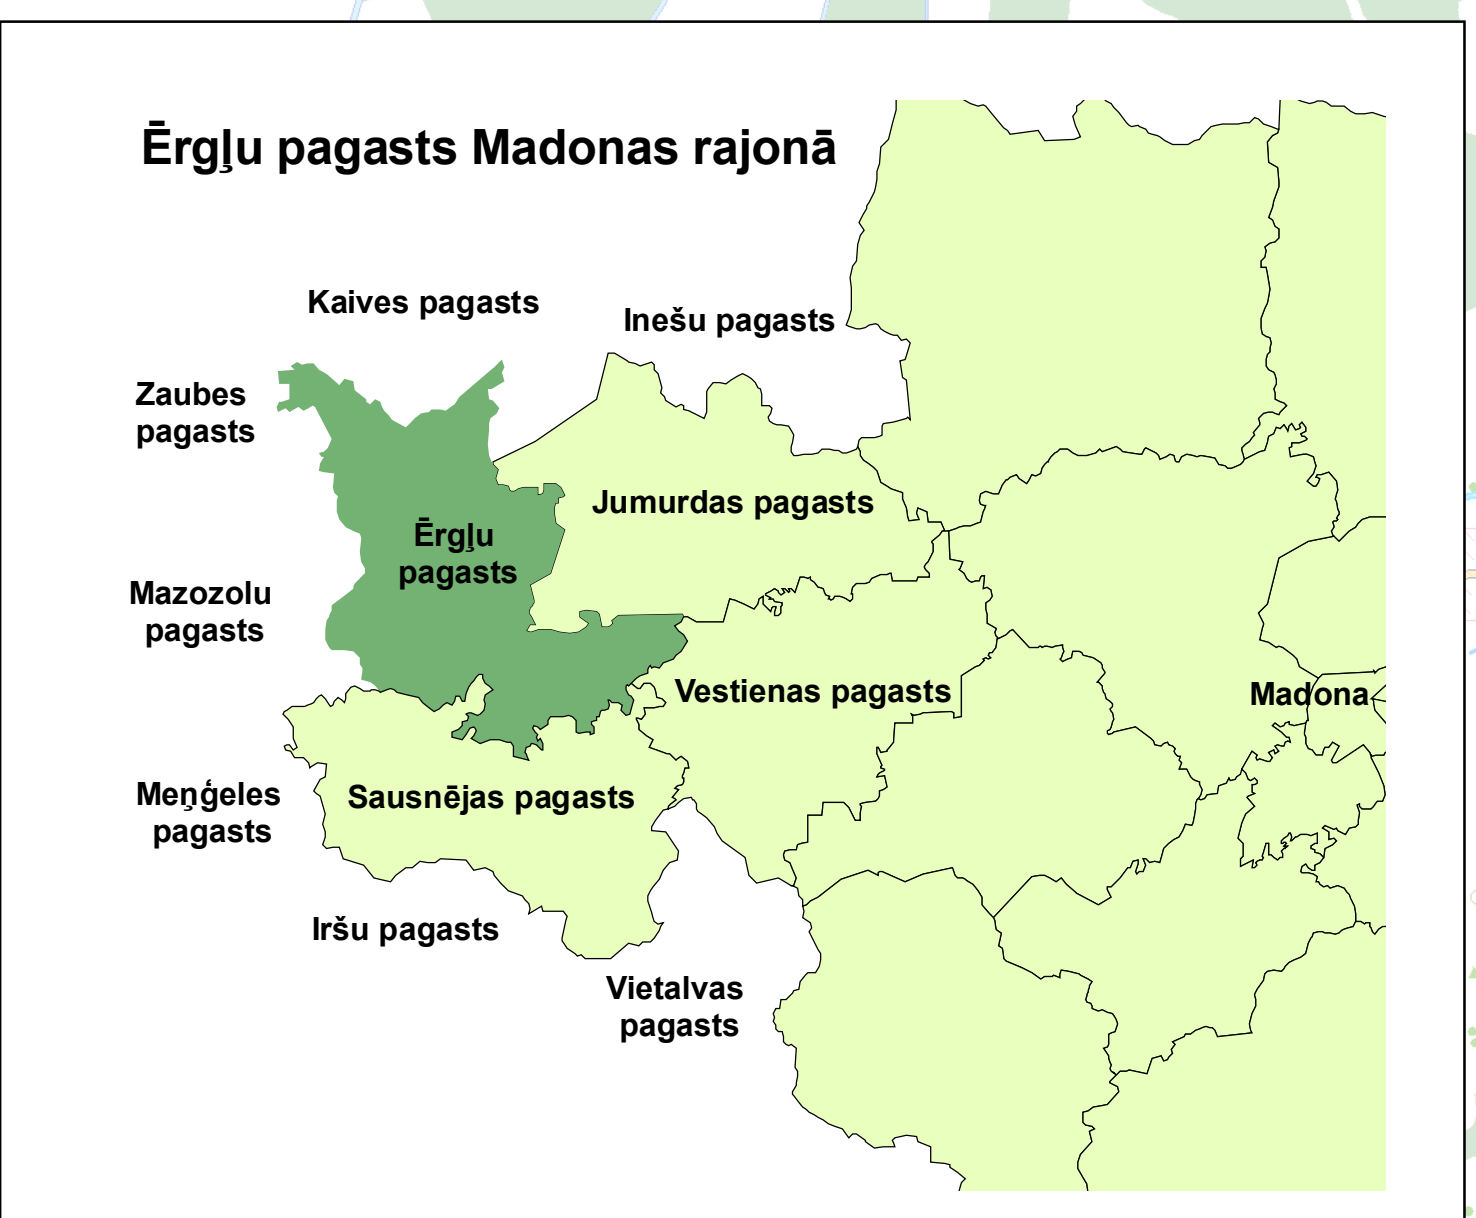 Ērgļu pagasts Madonas rajonā
Kaives pagasts
Inešu pagasts
Zaubes
pagasts
Jumurdas pagasts
Ērgļu
pagasts
Mazozolu
pagasts
Vestienas pagasts
Madona
Meņģeles
pagasts
Sausnējas pagasts
Iršu pagasts
Vietalvas
pagasts